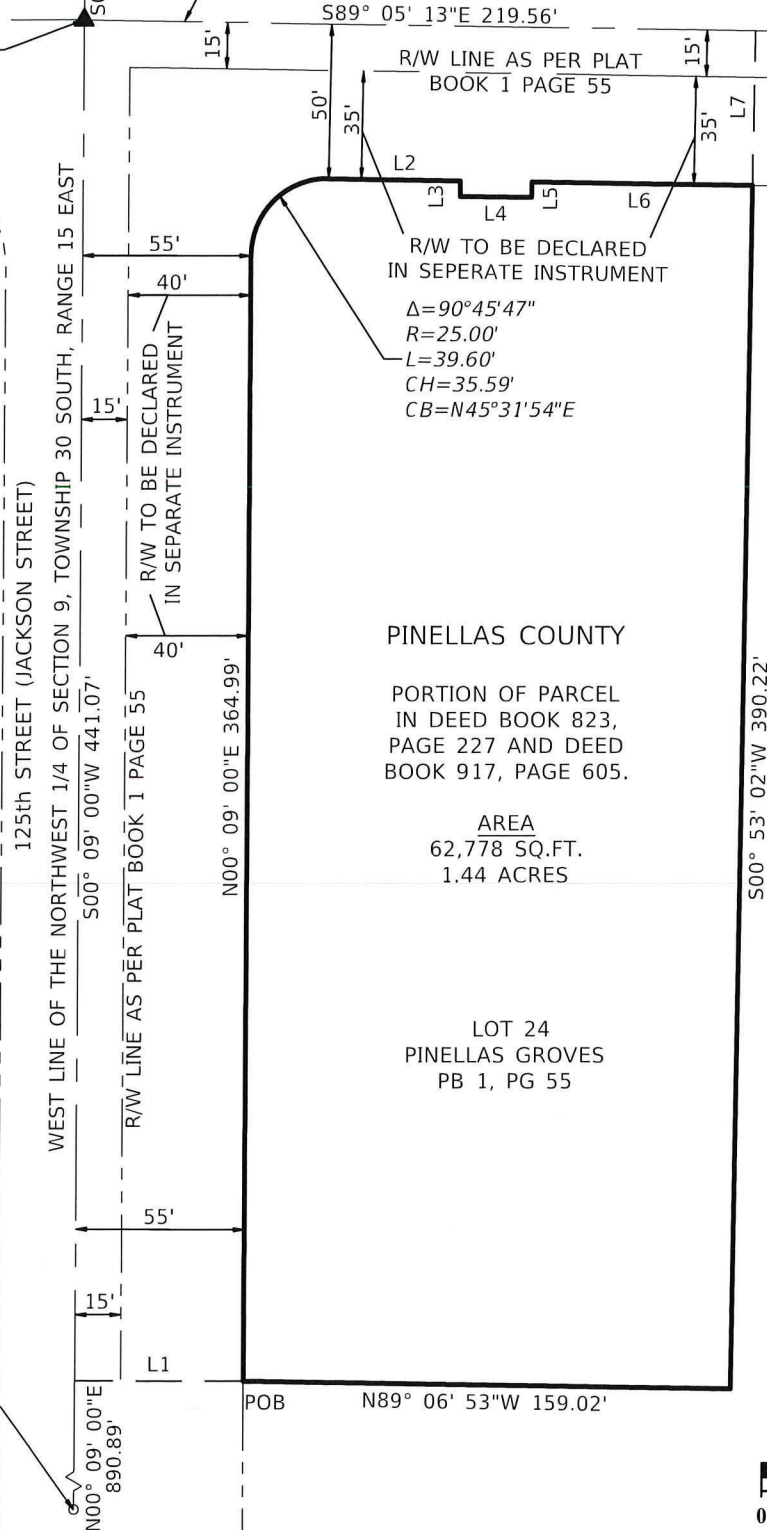 S89° 05' 13"E 219.56'
15'
R/W LINE AS PER PLAT
BOOK 1 PAGE 55
15'
50'
35'
35'
L7
L2
L3
L4
L5
L6
R/W TO BE DECLARED
IN SEPERATE INSTRUMENT
55'
40'
Δ=90°45'47"
R=25.00'
L=39.60'
CH=35.59'
CB=N45°31'54"E
15'
R/W TO BE DECLARED
IN SEPARATE INSTRUMENT
40'
125th STREET (JACKSON STREET)
WEST LINE OF THE NORTHWEST 1/4 OF SECTION 9, TOWNSHIP 30 SOUTH, RANGE 15 EAST
S00° 09' 00"W 441.07'
R/W LINE AS PER PLAT BOOK 1 PAGE 55
N00° 09' 00"E 364.99'
PINELLAS COUNTY
PORTION OF PARCEL
IN DEED BOOK 823,
PAGE 227 AND DEED
BOOK 917, PAGE 605.
AREA
62,778 SQ.FT.
1.44 ACRES
S00° 53' 02"W 390.22'
LOT 24
PINELLAS GROVES
PB 1, PG 55
55'
15'
L1
POB
N89° 06' 53"W 159.02'
N00° 09' 00"E
890.89'
0